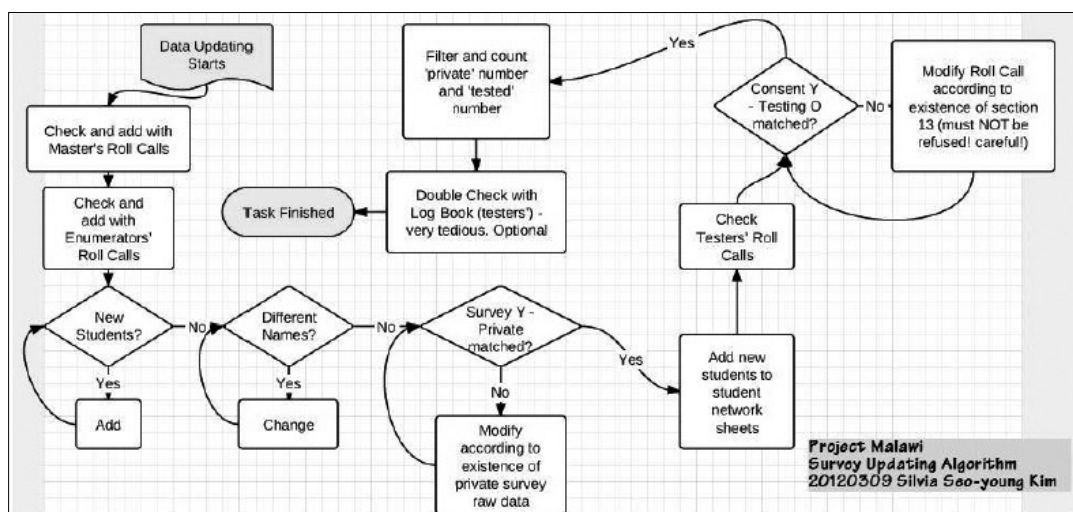 Data Updating
Starts
Check and add with
Master's Roll Calls
Check and
add with
Enumerators'
Roll Calls
New
Students?
Yes
Add
No
Different
Names?
Yes
Change
No
Survey Y -
Private
matched?
No
Modify
according to
existence of
private survey
raw data
Yes
Add new
students to
student
network
sheets
Check
Testers' Roll
Calls
Consent Y
- Testing O
matched?
No
Modify Roll Call
according to
existence of section
13 (must NOT be
refused! careful!)
Yes
Filter and count
'private' number
and 'tested'
number
Double Check with
Log Book (testers') -
very tedious. Optional
Task Finished
Project Malawi
Survey Updating Algorithm
20120309 Silvia Seo-young Kim